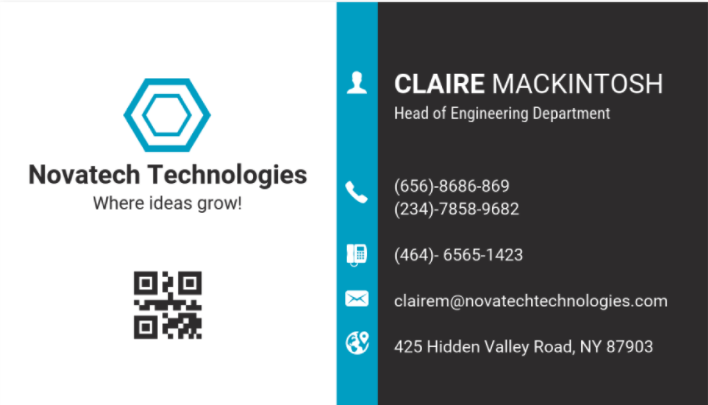 Novatech Technologies
Where ideas grow!
CLAIRE MACKINTOSH
Head of Engineering Department
(656)-8686-869
(234)-7858-9682
(464)- 6565-1423
clairem@novatechtechnologies.com
425 Hidden Valley Road, NY 87903